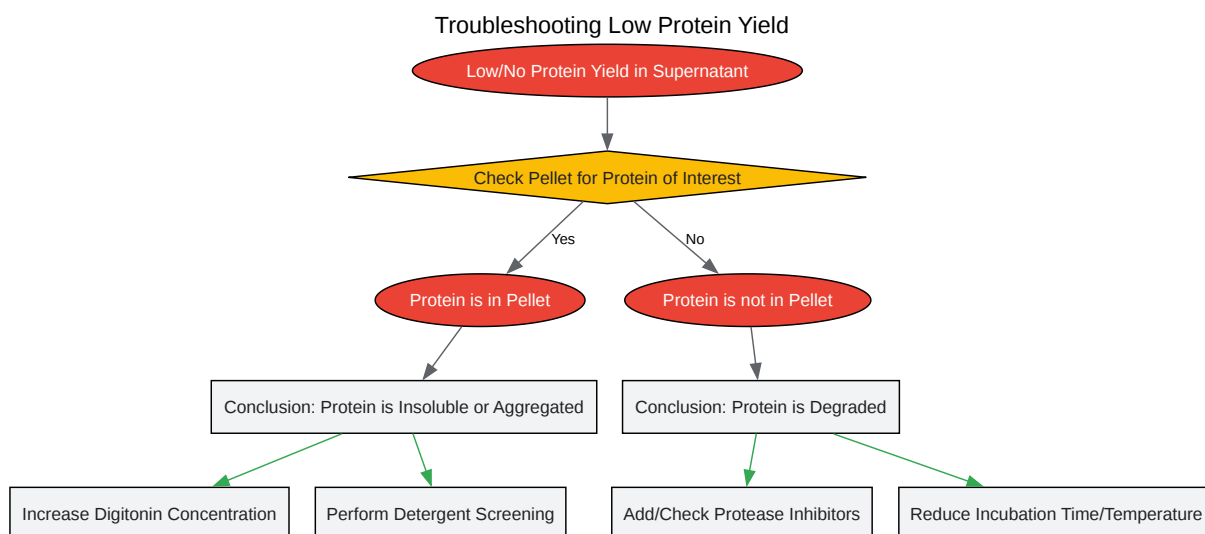 Troubleshooting Low Protein Yield
Low/No Protein Yield in Supernatant
Check Pellet for Protein of Interest
Yes
No
Protein is in Pellet
Protein is not in Pellet
Conclusion: Protein is Insoluble or Aggregated
Conclusion: Protein is Degraded
Increase Digitonin Concentration
Perform Detergent Screening
Add/Check Protease Inhibitors
Reduce Incubation Time/Temperature